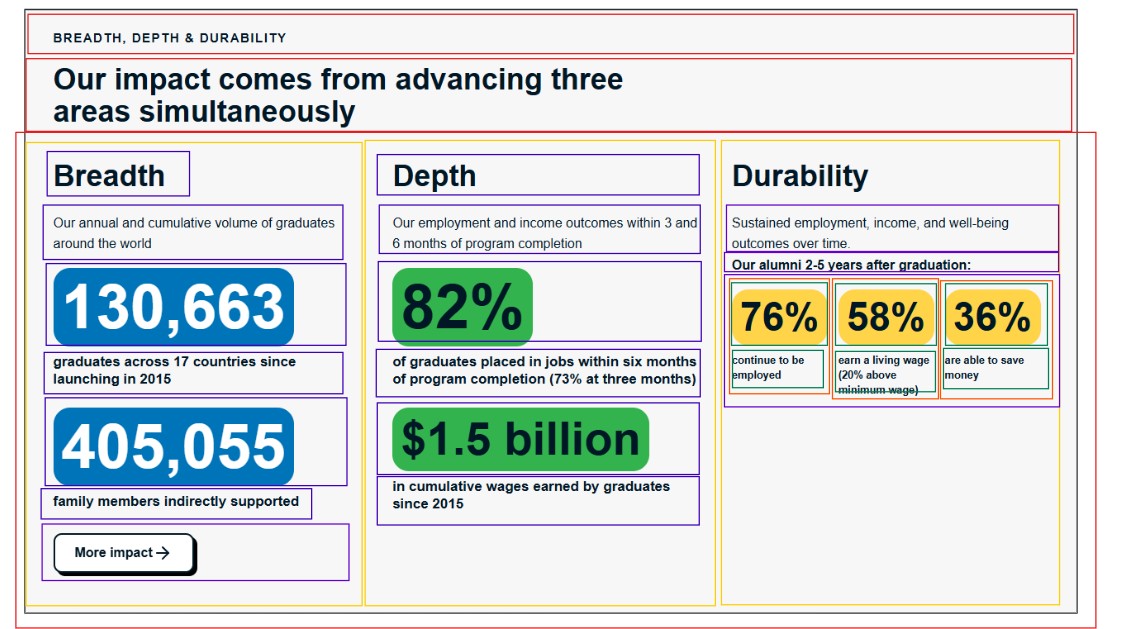 BREADTH, DEPTH & DURABILITY
Our impact comes from advancing three
areas simultaneously
Breadth
Our annual and cumulative volume of graduates
around the world
130,663
graduates across 17 countries since
launching in 2015
405,055
family members indirectly supported
More impact →
Depth
Our employment and income outcomes within 3 and
6 months of program completion
82%
of graduates placed in jobs within six months
of program completion (73% at three months)
$1.5 billion
in cumulative wages earned by graduates
since 2015
Durability
Sustained employment, income, and well-being
outcomes over time.
Our alumni 2-5 years after graduation:
76%
continue to be
employed
58%
earn a living wage
(20% above
minimum wage)
36%
are able to save
money